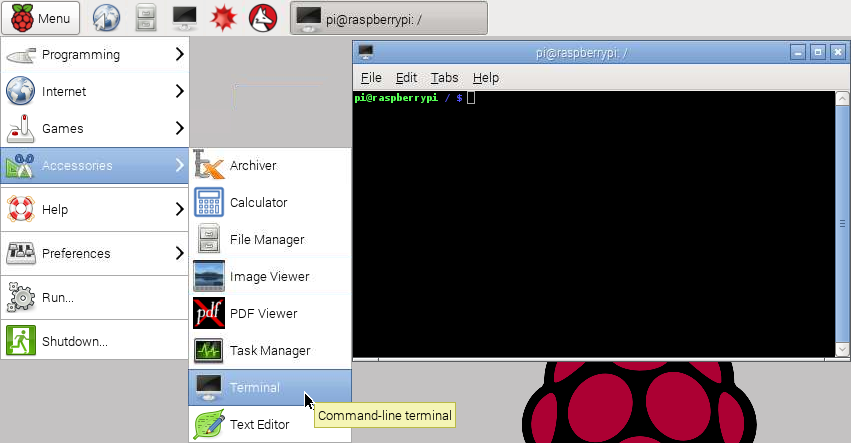 Menu
pi@raspberrypi: /
Programming
Internet
Games
Accessories
Help
Preferences
Run...
Shutdown...
Archiver
Calculator
File Manager
Image Viewer
pdf
PDF Viewer
Task Manager
Terminal
Text Editor
Command-line terminal
pi@raspberrypi: /
File Edit Tabs Help
pi@raspberrypi / $